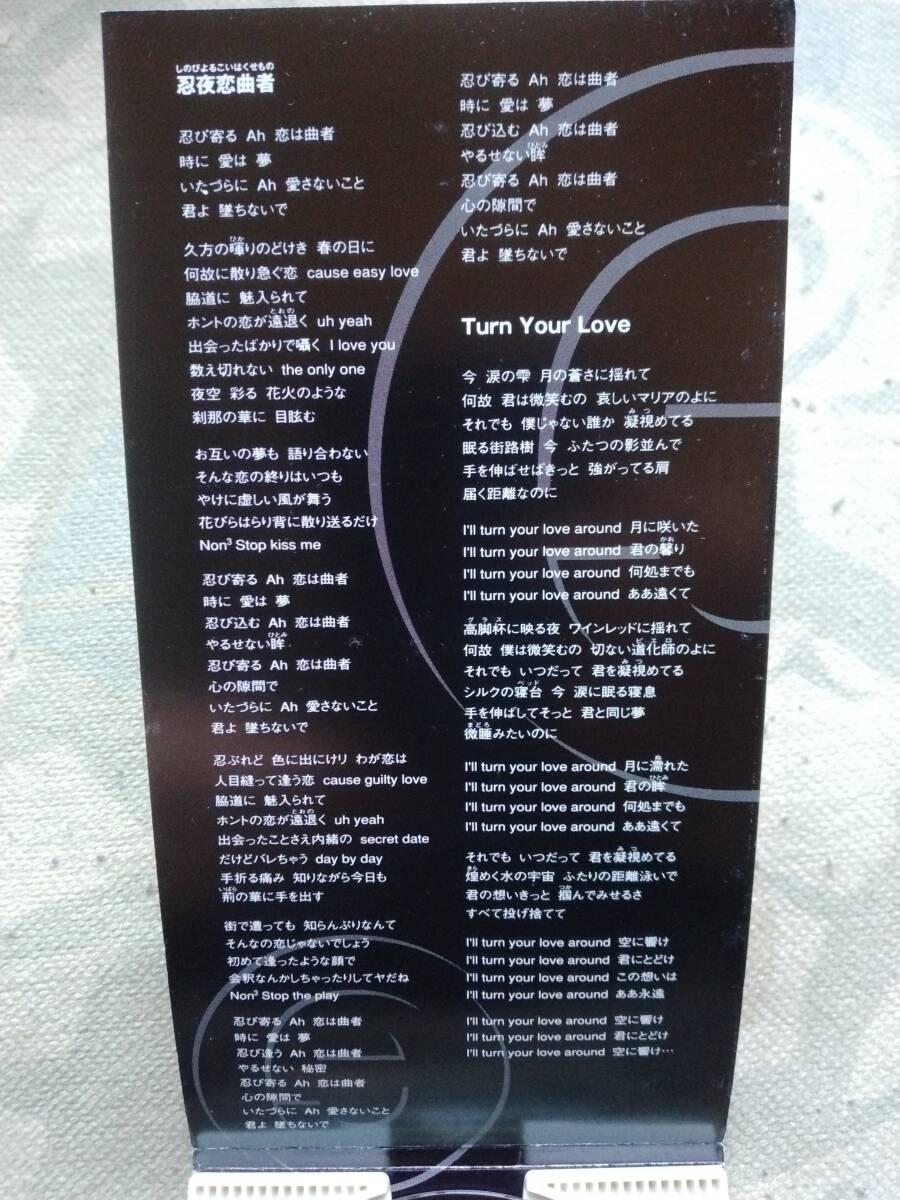 しのびよるこいはくせもの
忍夜恋曲者
忍び寄る Ah 恋は曲者
時に 愛は 夢
いたづらに Ah 愛さないこと
君よ 墜ちないで
久方の暉りのどけき 春の日に
何故に散り急ぐ恋 cause easy love
脇道に 魅入られて
ホントの恋が遠退く uh yeah
出会ったばかりで囁く I love you
数え切れない the only one
夜空 彩る 花火のような
刹那の華に 目眩む
お互いの夢も 語り合わない
そんな恋の終りはいつも
やけに虚しい風が舞う
花びらはらり背に散り送るだけ
Non³ Stop kiss me
忍び寄る Ah 恋は曲者
時に 愛は 夢
忍び込む Ah 恋は曲者
やるせない眸
忍び寄る Ah 恋は曲者
心の隙間で
いたづらに Ah 愛さないこと
君よ 墜ちないで
忍ぶれど 色に出にけり わが恋は
人目縫って逢う恋 cause guilty love
脇道に 魅入られて
ホントの恋が遠退く uh yeah
出会ったことさえ内緒の secret date
だけどバレちゃう day by day
手折る痛み 知りながら今日も
荊の華に手を出す
街で遭っても 知らんぷりなんて
そんなの恋じゃないでしょう
初めて逢ったような顔で
会釈なんかしちゃったりしてヤだね
Non³ Stop the play
忍び寄る Ah 恋は曲者
時に 愛は 夢
忍び逢う Ah 恋は曲者
やるせない 秘密
忍び寄る Ah 恋は曲者
心の隙間で
いたづらに Ah 愛さないこと
君よ 墜ちないで
忍び寄る Ah 恋は曲者
時に 愛は 夢
忍び込む Ah 恋は曲者
やるせない眸
忍び寄る Ah 恋は曲者
心の隙間で
いたづらに Ah 愛さないこと
君よ 墜ちないで
Turn Your Love
今 涙の雫 月の蒼さに揺れて
何故 君は微笑むの 哀しいマリアのよに
それでも 僕じゃない誰か 凝視めてる
眠る街路樹 今 ふたつの影並んで
手を伸ばせばきっと 強がってる肩
届く距離なのに
I'll turn your love around 月に咲いた
I'll turn your love around 君の馨り
I'll turn your love around 何処までも
I'll turn your love around ああ遠くて
高脚杯に映る夜 ワインレッドに揺れて
何故 僕は微笑むの 切ない道化師のよに
それでも いつだって 君を凝視めてる
シルクの寝台 今 涙に眠る寝息
手を伸ばしてそっと 君と同じ夢
微睡みたいのに
I'll turn your love around 月に濡れた
I'll turn your love around 君の眸
I'll turn your love around 何処までも
I'll turn your love around ああ遠くて
それでも いつだって 君を凝視めてる
煌めく水の宇宙 ふたりの距離泳いで
君の想いきっと 掴んでみせるさ
すべて投げ捨てて
I'll turn your love around 空に響け
I'll turn your love around 君にとどけ
I'll turn your love around この想いは
I'll turn your love around ああ永遠
I'll turn your love around 空に響け
I'll turn your love around 君にとどけ
I'll turn your love around 空に響け…